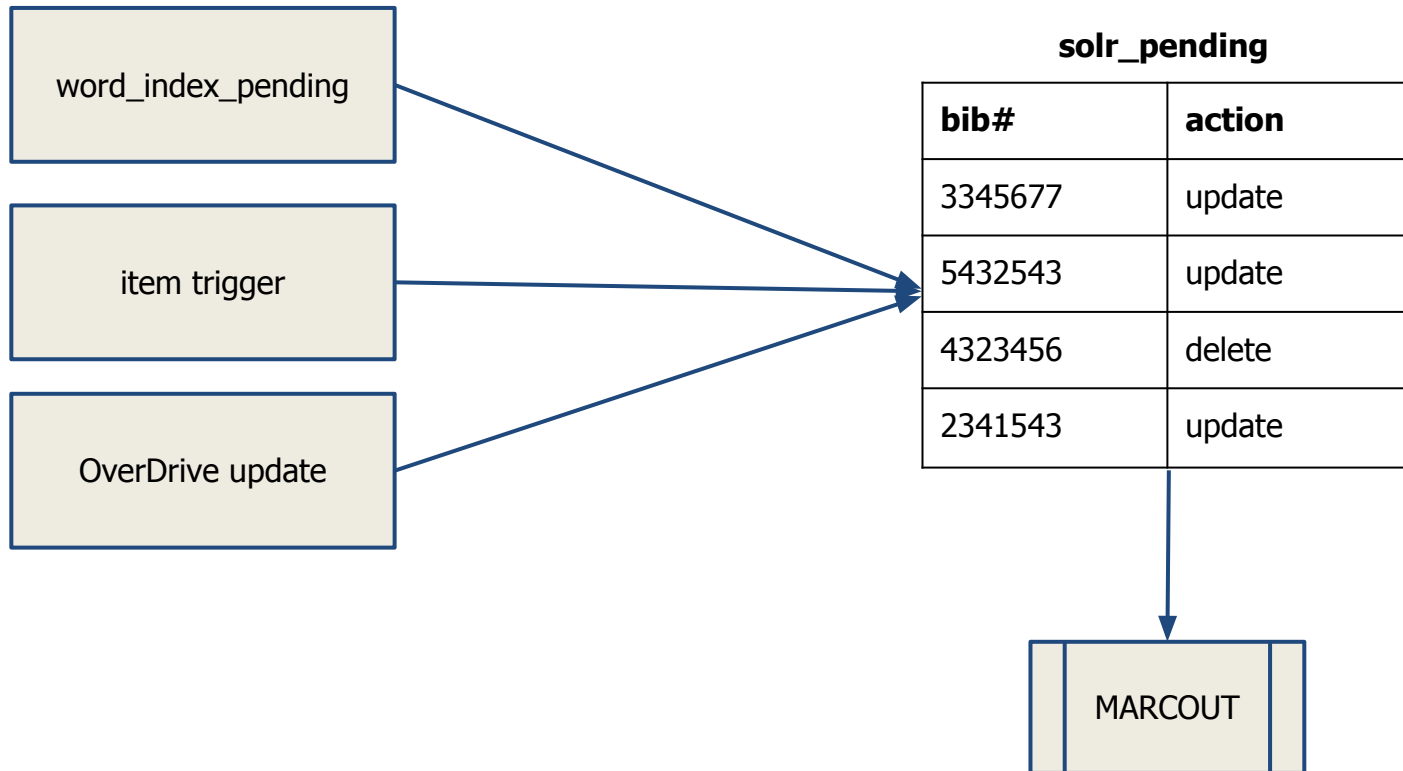 word_index_pending
item trigger
OverDrive update
solr_pending
bib# action
3345677 update
5432543 update
4323456 delete
2341543 update
MARCOUT